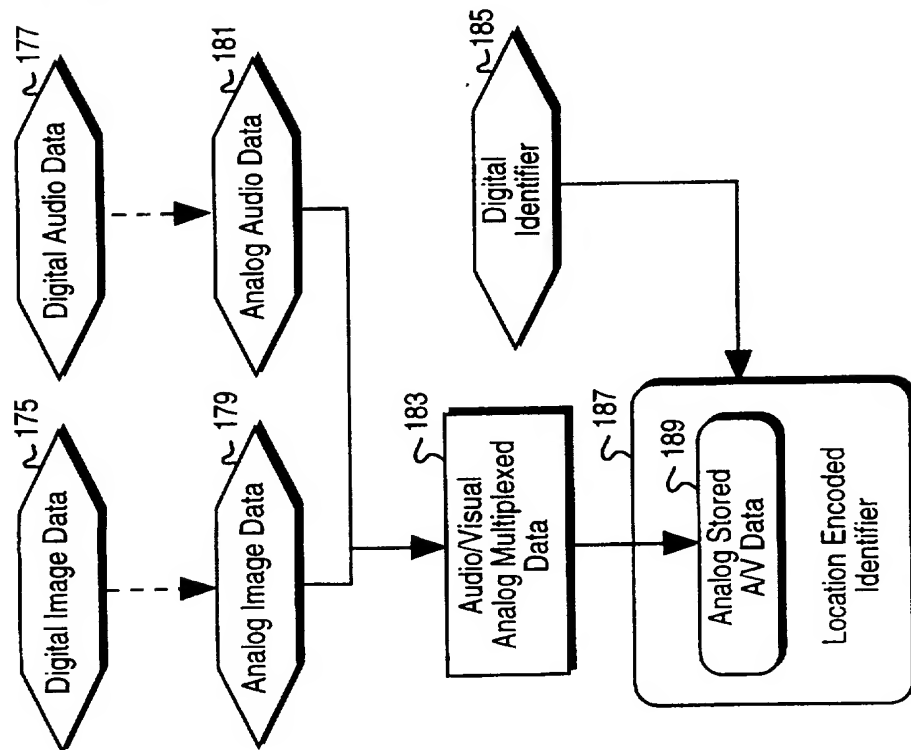 175
Digital Image Data
177
Digital Audio Data
179
Analog Image Data
181
Analog Audio Data
183
Audio/Visual
Analog Multiplexed
Data
185
Digital
Identifier
187
189
Analog Stored
A/V Data
Location Encoded
Identifier